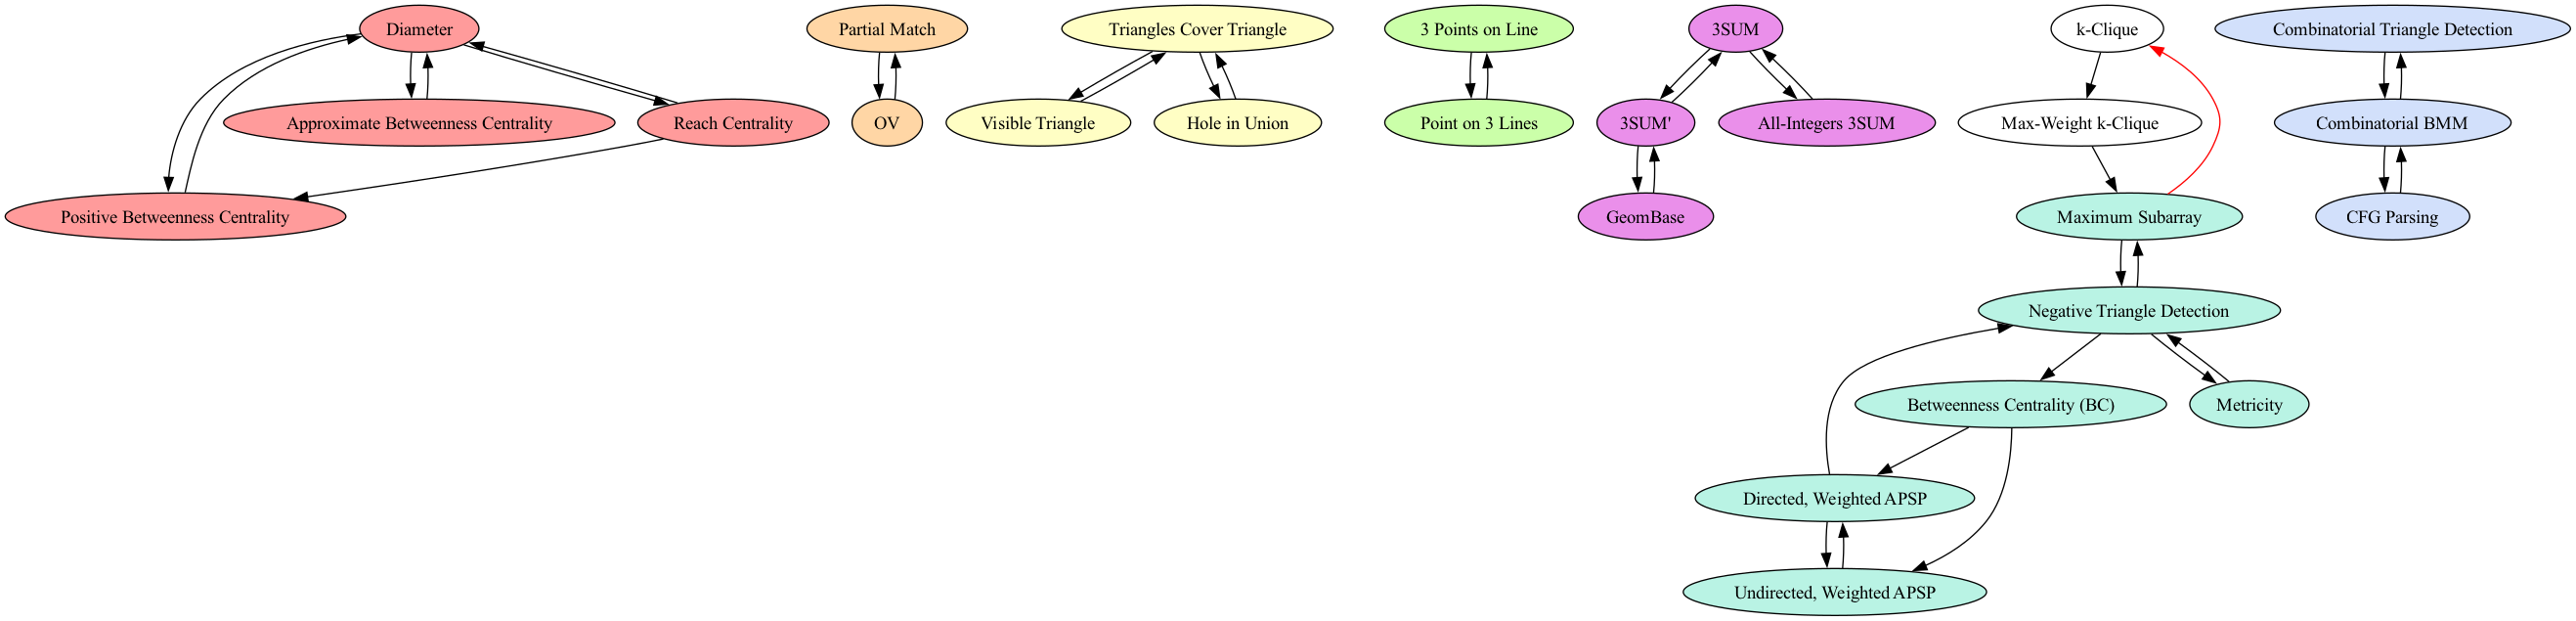 Diameter
Partial Match
Triangles Cover Triangle
3 Points on Line
3SUM
k-Clique
Combinatorial Triangle Detection
Approximate Betweenness Centrality
Reach Centrality
OV
Visible Triangle
Hole in Union
Point on 3 Lines
3SUM'
All-Integers 3SUM
Max-Weight k-Clique
Combinatorial BMM
Positive Betweenness Centrality
GeomBase
Maximum Subarray
CFG Parsing
Negative Triangle Detection
Betweenness Centrality (BC)
Metricity
Directed, Weighted APSP
Undirected, Weighted APSP